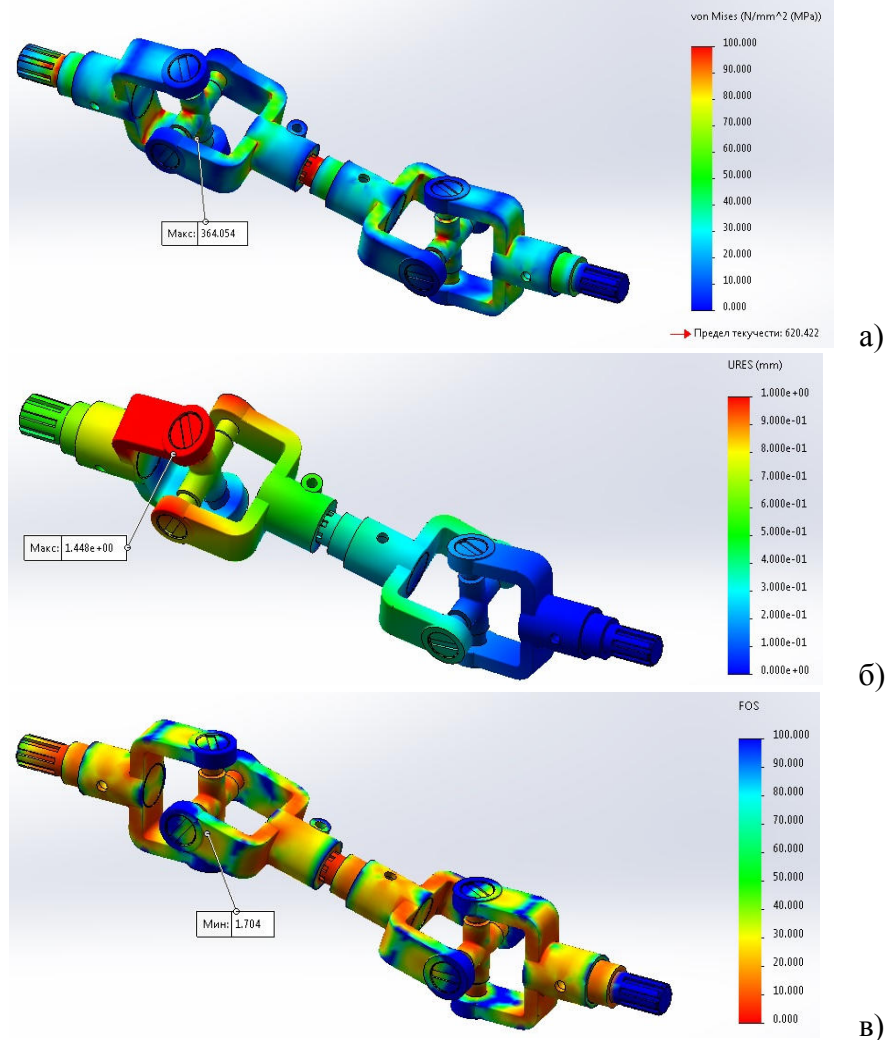 von Mises (N/mm^2 (MPa))
100.000
90.000
80.000
70.000
60.000
50.000
40.000
30.000
20.000
10.000
0.000
Макс: 364.054
Предел текучести: 620.422
а)
URES (mm)
1.000e+00
9.000e-01
8.000e-01
7.000e-01
6.000e-01
5.000e-01
4.000e-01
3.000e-01
2.000e-01
1.000e-01
0.000e+00
Макс: 1.448e+00
б)
FOS
100.000
90.000
80.000
70.000
60.000
50.000
40.000
30.000
20.000
10.000
0.000
Мин: 1.704
в)